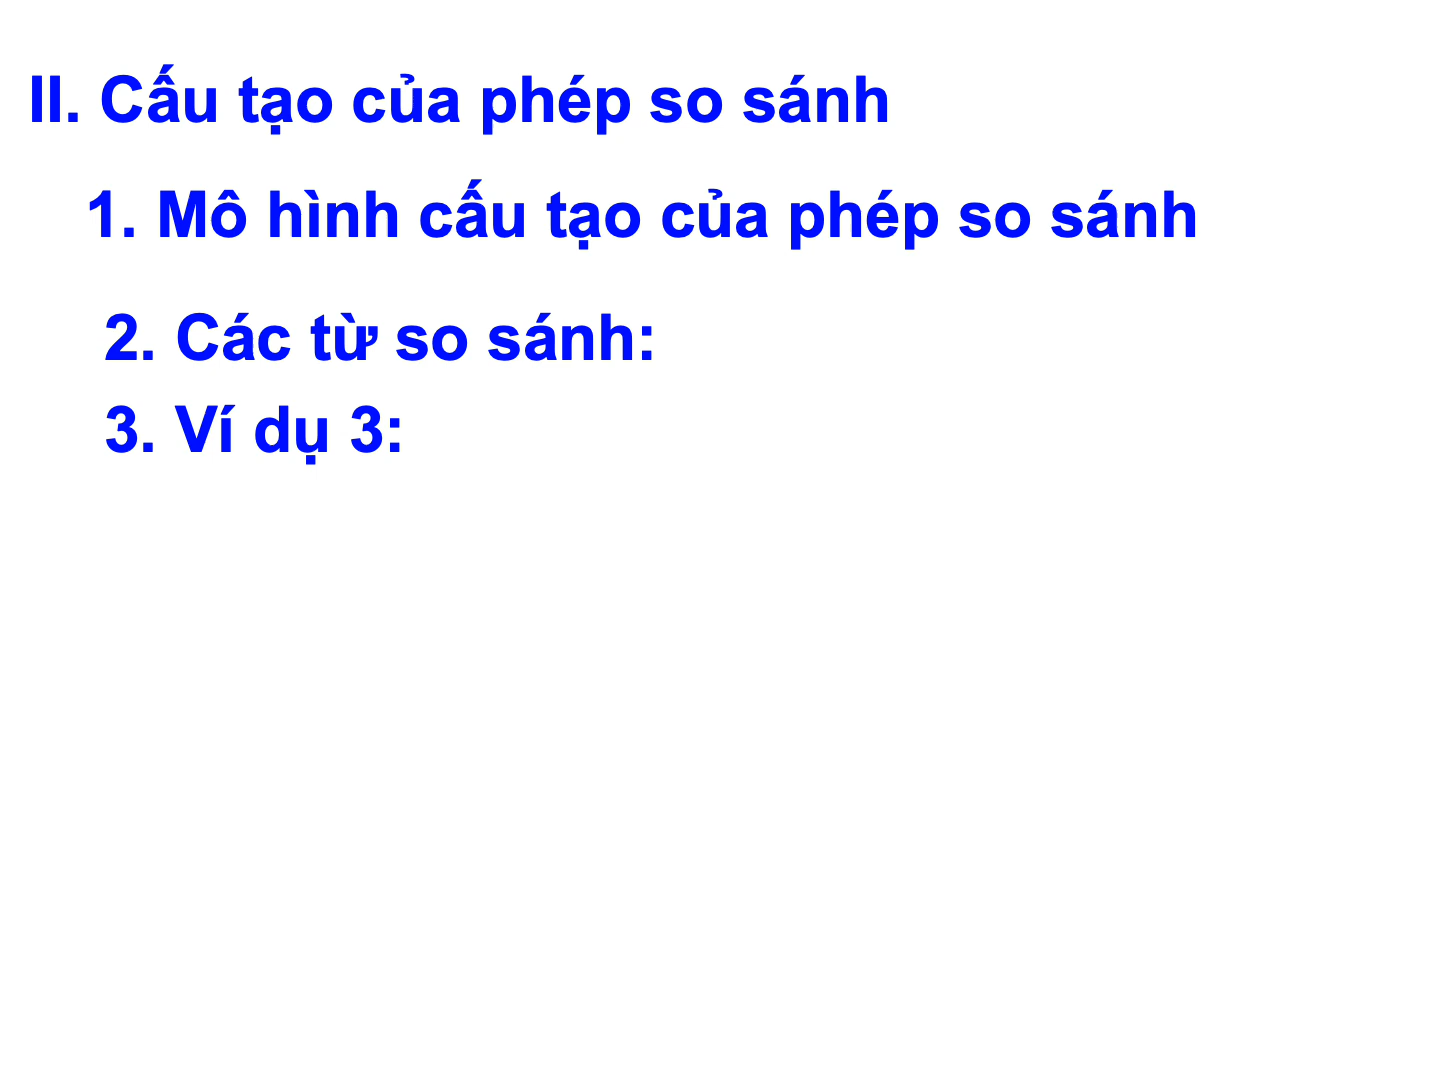 II. Cấu tạo của phép so sánh
1. Mô hình cấu tạo của phép so sánh
2. Các từ so sánh:
3. Ví dụ 3: